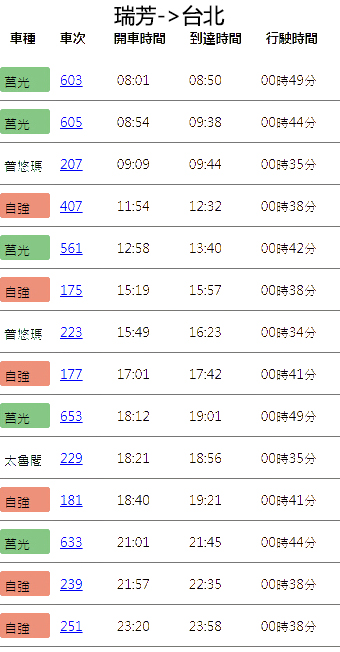 瑞芳->台北
車種 車次 開車時間 到達時間 行駛時間
莒光 603 08:01 08:50 00時49分
莒光 605 08:54 09:38 00時44分
普悠瑪 207 09:09 09:44 00時35分
自強 407 11:54 12:32 00時38分
莒光 561 12:58 13:40 00時42分
自強 175 15:19 15:57 00時38分
普悠瑪 223 15:49 16:23 00時34分
自強 177 17:01 17:42 00時41分
莒光 653 18:12 19:01 00時49分
太魯閣 229 18:21 18:56 00時35分
自強 181 18:40 19:21 00時41分
莒光 633 21:01 21:45 00時44分
自強 239 21:57 22:35 00時38分
自強 251 23:20 23:58 00時38分